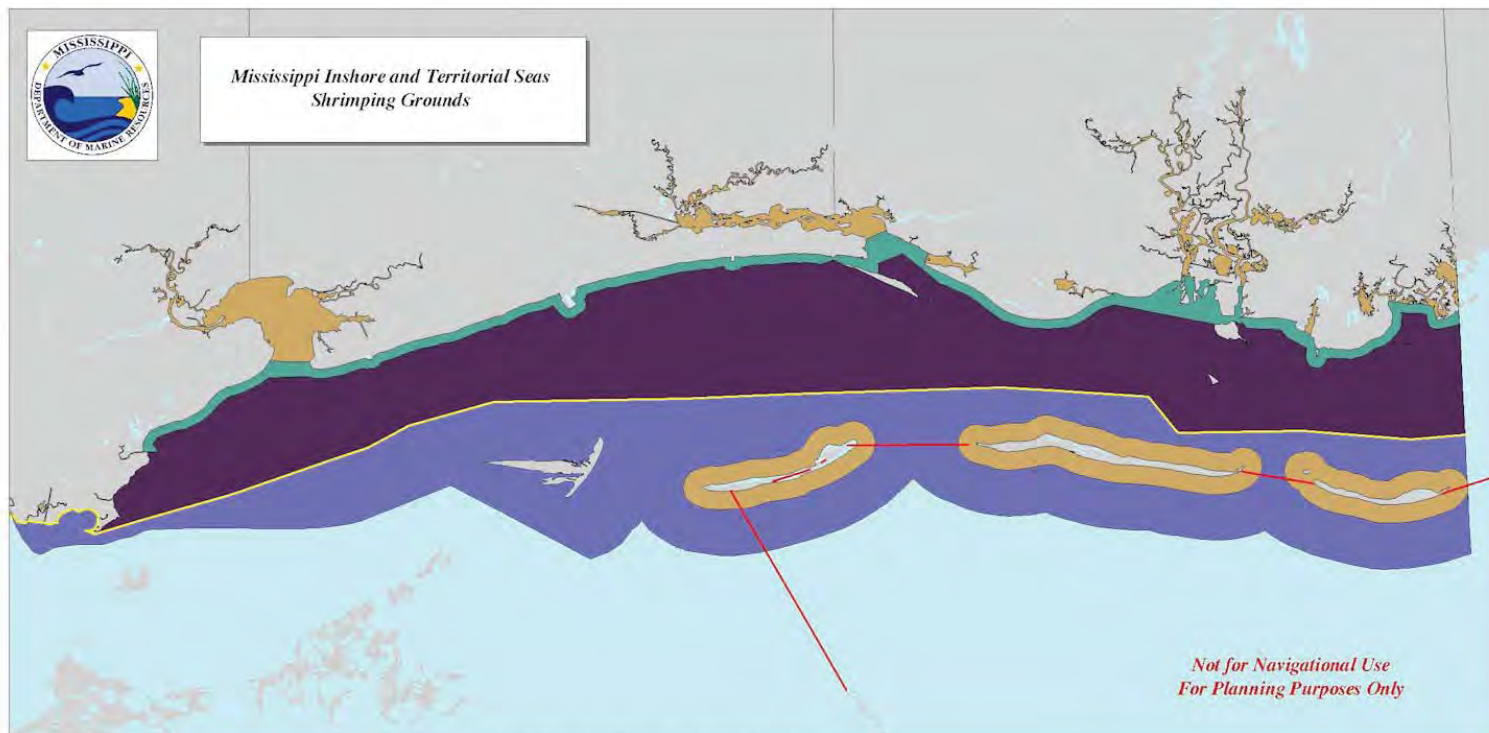 MISSISSIPPI
DEPARTMENT OF MARINE RESOURCES
Mississippi Inshore and Territorial Seas
Shrimping Grounds
Not for Navigational Use
For Planning Purposes Only